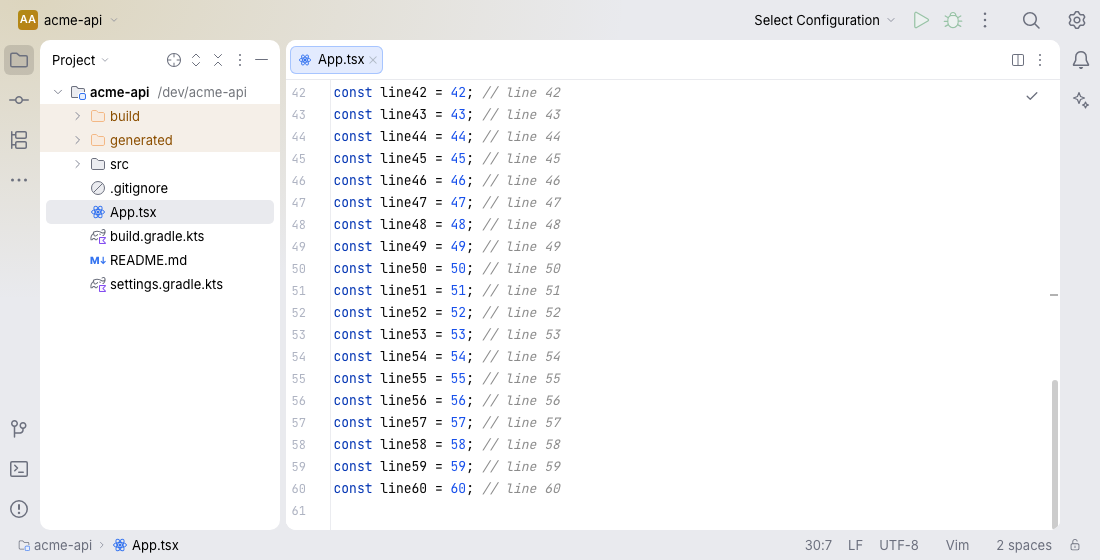 AA acme-api
Select Configuration
Project
App.tsx
acme-api /dev/acme-api
build
generated
src
.gitignore
App.tsx
build.gradle.kts
M↓ README.md
settings.gradle.kts
42 const line42 = 42; // line 42
43 const line43 = 43; // line 43
44 const line44 = 44; // line 44
45 const line45 = 45; // line 45
46 const line46 = 46; // line 46
47 const line47 = 47; // line 47
48 const line48 = 48; // line 48
49 const line49 = 49; // line 49
50 const line50 = 50; // line 50
51 const line51 = 51; // line 51
52 const line52 = 52; // line 52
53 const line53 = 53; // line 53
54 const line54 = 54; // line 54
55 const line55 = 55; // line 55
56 const line56 = 56; // line 56
57 const line57 = 57; // line 57
58 const line58 = 58; // line 58
59 const line59 = 59; // line 59
60 const line60 = 60; // line 60
61
acme-api App.tsx
30:7 LF UTF-8 Vim 2 spaces